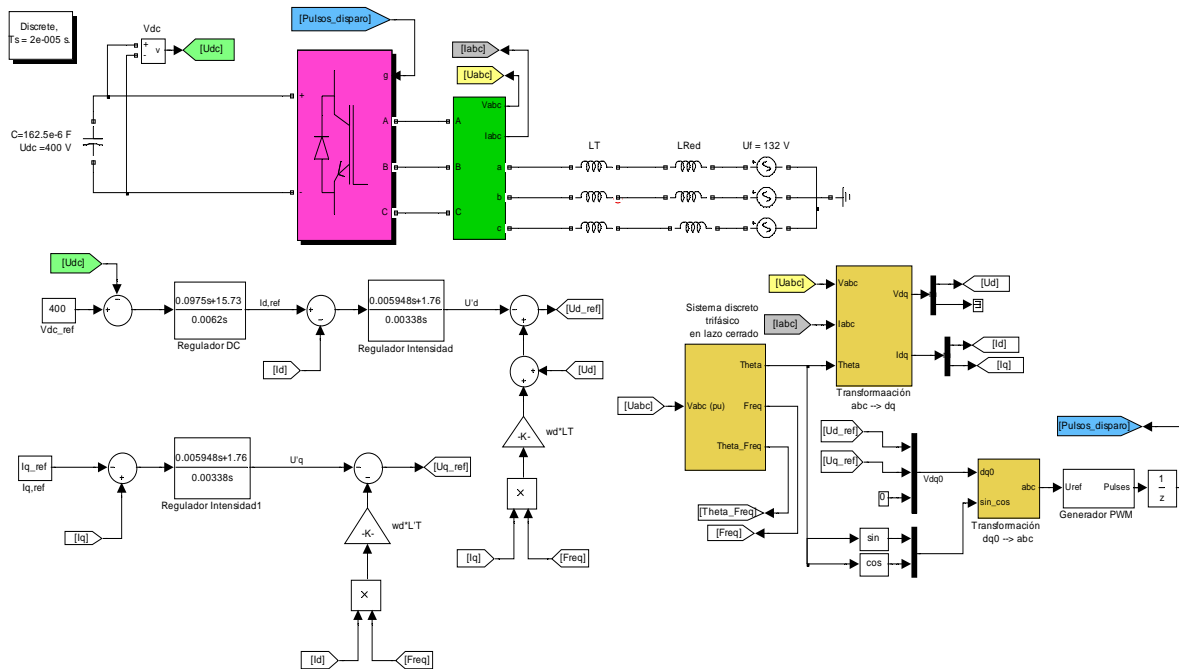 Discrete,
Ts = 2e-005 s.
Vdc
+
-
v
[Udc]
[Pulsos_disparo]
[Iabc]
[Uabc]
g
+
-
A
B
C
Vabc
Iabc
A
B
C
a
b
c
C=162.5e-6 F
Udc =400 V
LT
LRed
Uf = 132 V
[Udc]
400
Vdc_ref
0.0975s+15.73
0.0062s
Regulador DC
Id,ref
[Id]
0.005948s+1.76
0.00338s
Regulador Intensidad
U'd
[Ud_ref]
[Ud]
-K-
wd*LT
×
[Iq]
[Freq]
Iq_ref
Iq,ref
[Iq]
0.005948s+1.76
0.00338s
Regulador Intensidad1
U'q
[Uq_ref]
-K-
wd*L'T
×
[Id]
[Freq]
Sistema discreto
trifásico
en lazo cerrado
[Uabc]
Vabc (pu)
Theta
Freq
Theta_Freq
[Theta_Freq]
[Freq]
[Uabc]
[Iabc]
Vabc
Iabc
Theta
Vdq
Idq
Transformaación
abc --> dq
[Ud]
[Id]
[Iq]
[Ud_ref]
[Uq_ref]
0
Vdq0
sin
cos
dq0
sin_cos
abc
Transformación
dq0 --> abc
Uref
Pulses
Generador PWM
1
z
[Pulsos_disparo]